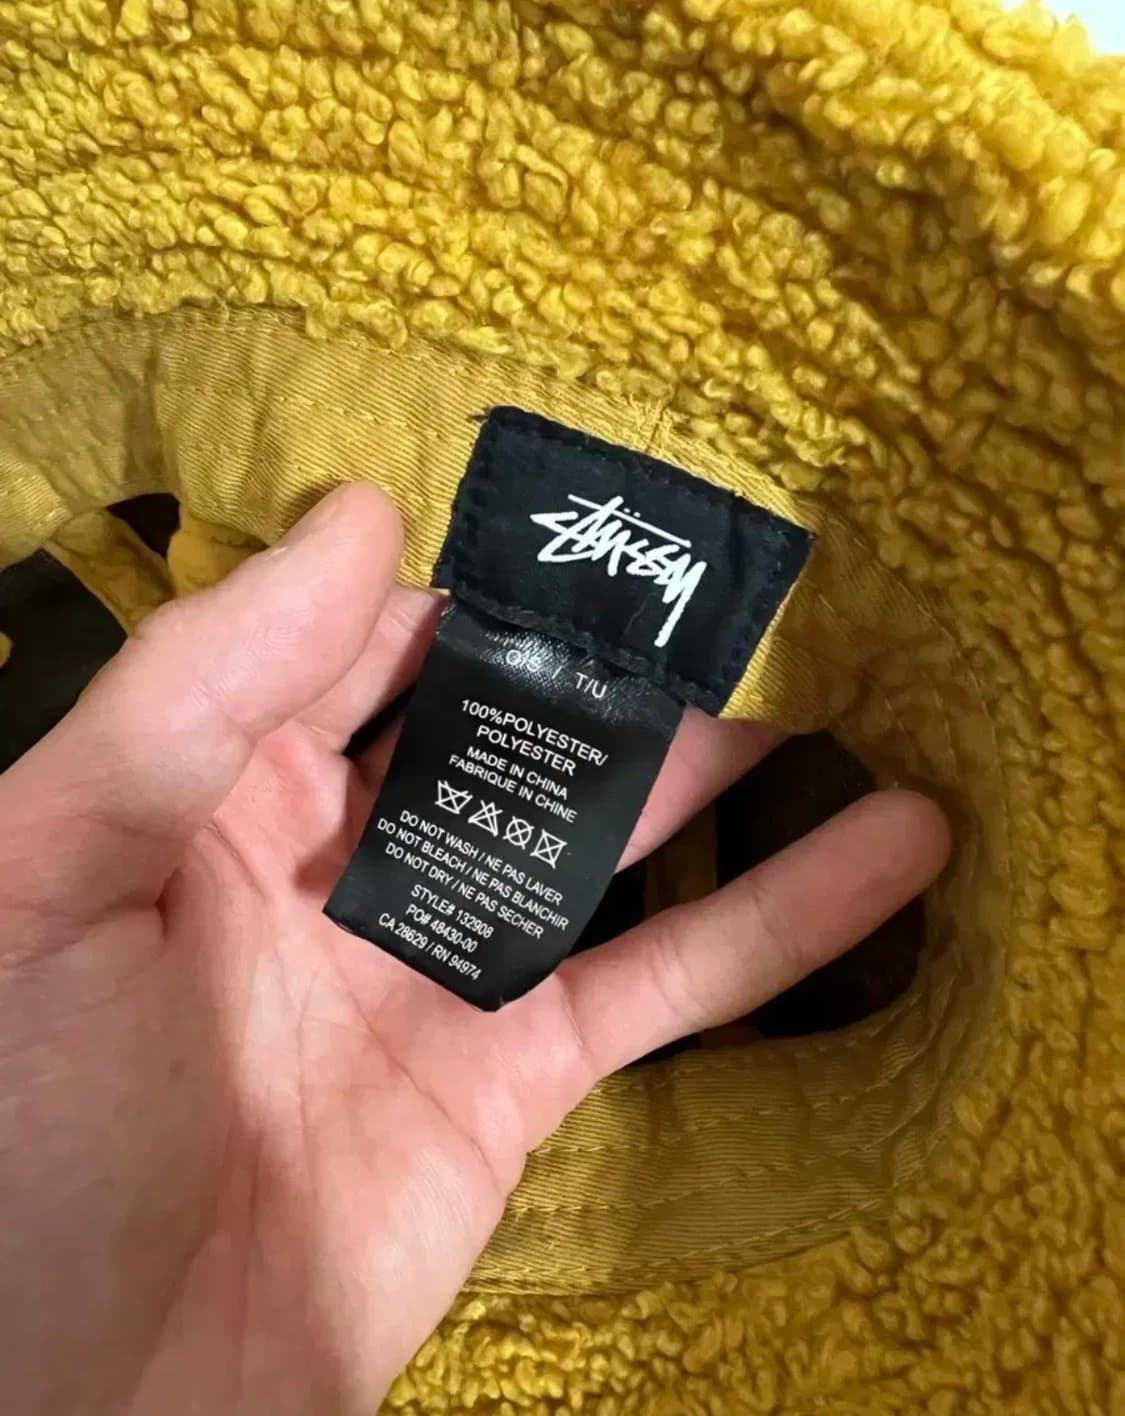 Stüssy
O/S / T/U
100%POLYESTER/
POLYESTER
MADE IN CHINA
FABRIQUE IN CHINE
DO NOT WASH / NE PAS LAVER
DO NOT BLEACH / NE PAS BLANCHIR
DO NOT DRY / NE PAS SECHER
STYLE# 132908
PO# 48430-00
CA 28629 / RN 94974